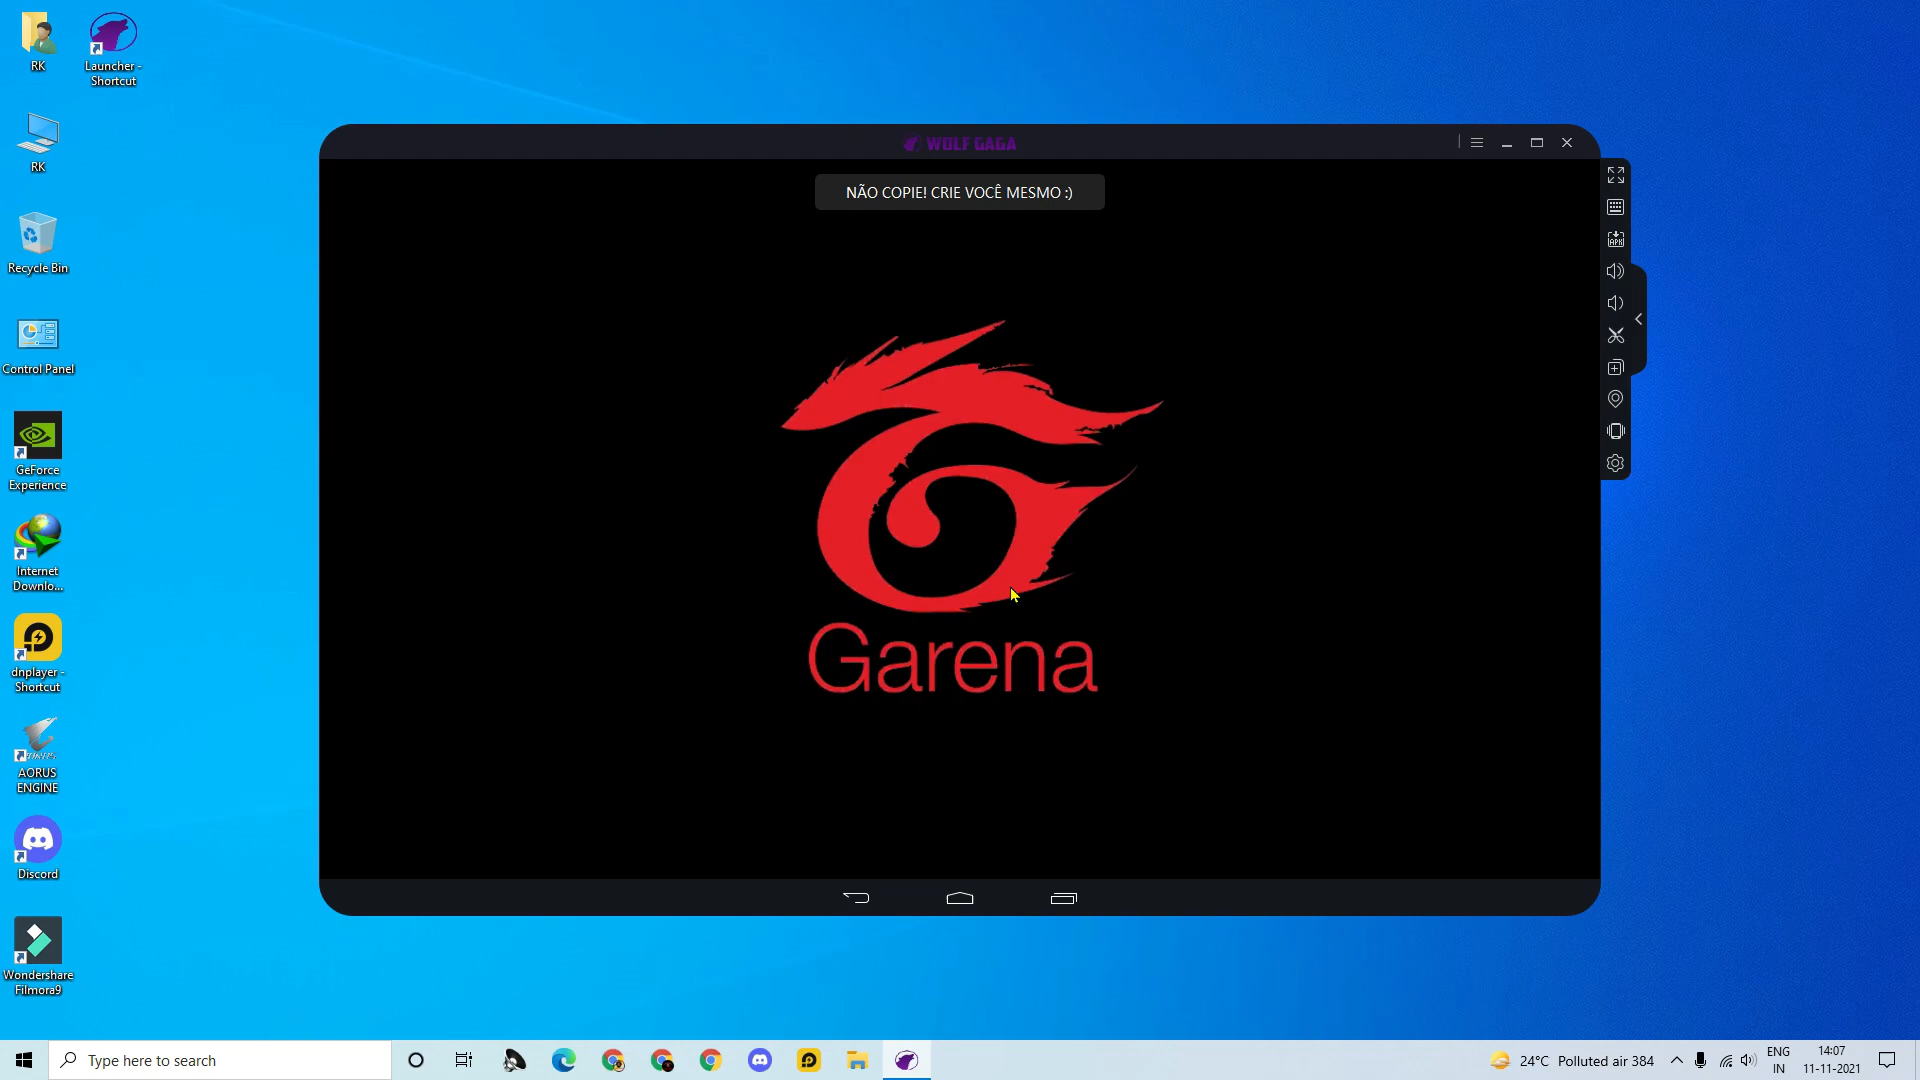 RK
Launcher -
Shortcut
RK
Recycle Bin
Control Panel
GeForce
Experience
Internet
Downlo...
dnplayer -
Shortcut
AORUS
ENGINE
Discord
Wondershare
Filmora9
WOLF GAGA
NÃO COPIE! CRIE VOCÊ MESMO :)
APK
Garena
Type here to search
24°C Polluted air 384
ENG
IN
14:07
11-11-2021